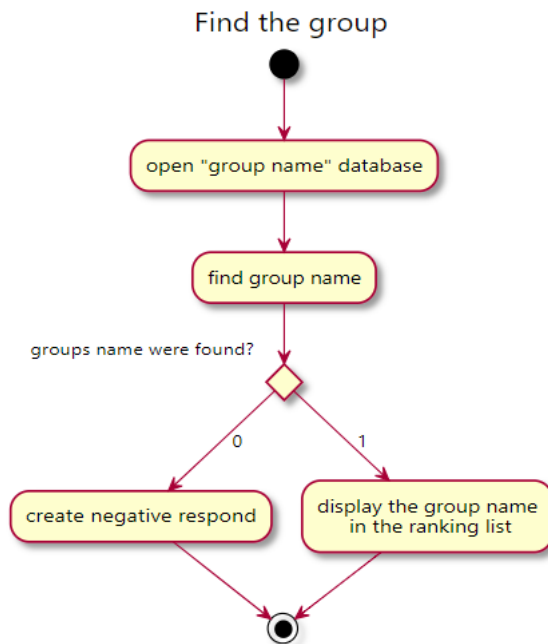 Find the group
open "group name" database
find group name
groups name were found?
0
1
create negative respond
display the group name
in the ranking list